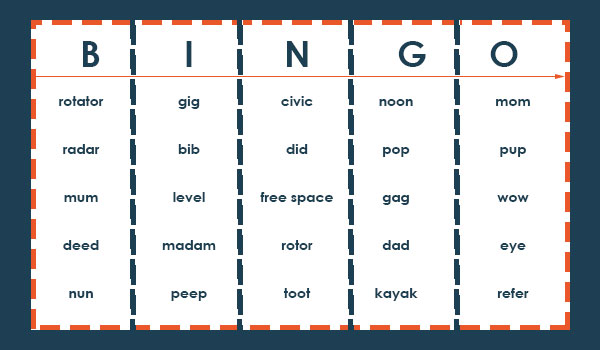 B I N G O
rotator gig civic noon mom
radar bib did pop pup
mum level free space gag wow
deed madam rotor dad eye
nun peep toot kayak refer